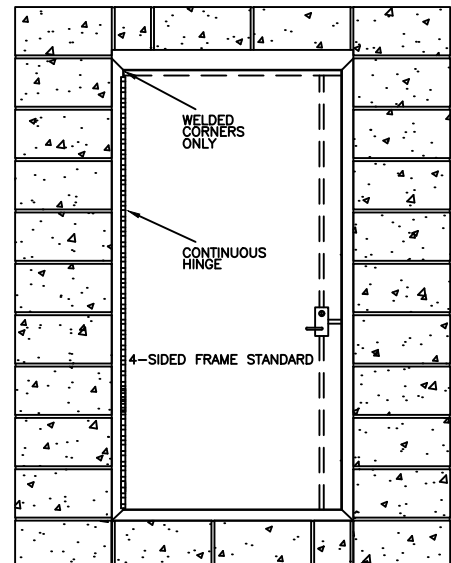 WELDED
CORNERS
ONLY
CONTINUOUS
HINGE
4-SIDED FRAME STANDARD